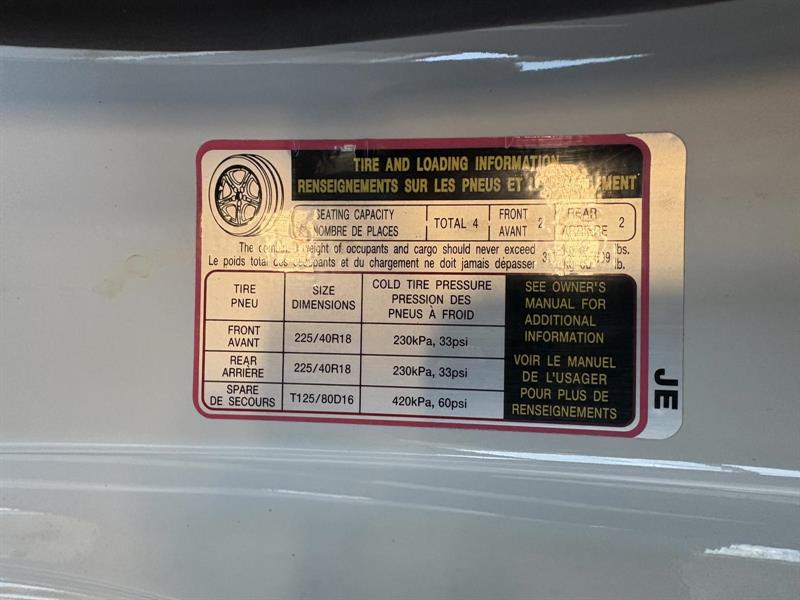 TIRE AND LOADING INFORMATION
RENSEIGNEMENTS SUR LES PNEUS ET
SEATING CAPACITY
NOMBRE DE PLACES
TOTAL 4
FRONT
AVANT
2
REAR
ARRIÈRE
2
The weight of occupants and cargo should never exceed lbs.
Le poids total des occupants et du chargement ne doit jamais dépasser lb.
TIRE
PNEU
SIZE
DIMENSIONS
COLD TIRE PRESSURE
PRESSION DES
PNEUS À FROID
FRONT
AVANT
225/40R18
230kPa, 33psi
REAR
ARRIÈRE
225/40R18
230kPa, 33psi
SPARE
DE SECOURS
T125/80D16
420kPa, 60psi
SEE OWNER'S
MANUAL FOR
ADDITIONAL
INFORMATION
VOIR LE MANUEL
DE L'USAGER
POUR PLUS DE
RENSEIGNEMENTS
JE